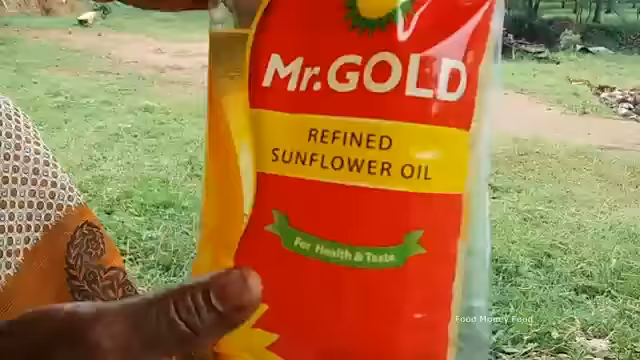 Mr.GOLD
REFINED
SUNFLOWER OIL
For Health & Taste
Food Money Food